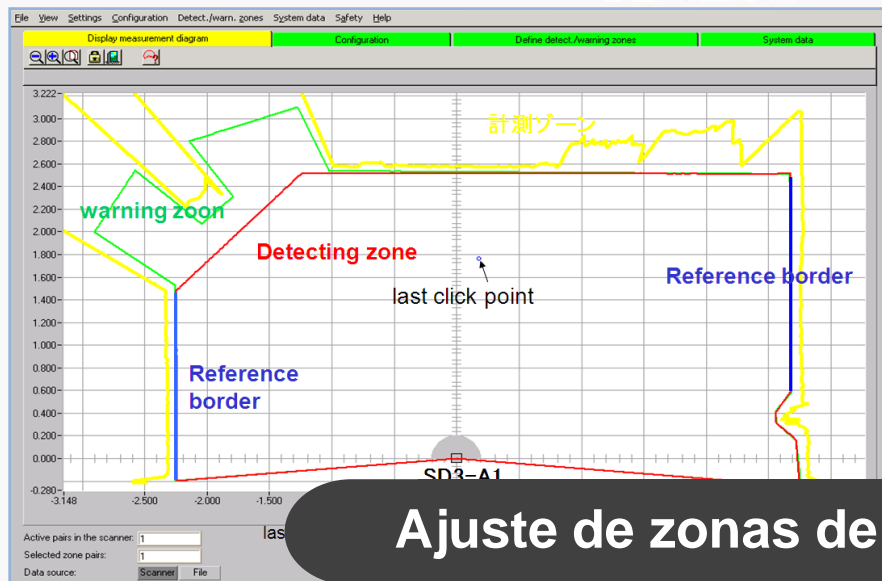 File View Settings Configuration Detect./warn. zones System data Safety Help
Display measurement diagram Configuration Define detect./warning zones System data
3.222
3.000
計測ゾーン
2.800
2.600
2.400
2.200
warning zoon
2.000
Detecting zone
1.800
last click point
Reference border
1.600
1.400
1.200
1.000
0.800
Reference
border
0.600
0.400
0.200
0.000
SD3-A1
-0.280
-3.148 -2.500 -2.000 -1.500
Active pairs in the scanner: 1
las
Ajuste de zonas de
Selected zone pairs: 1
Data source: Scanner File